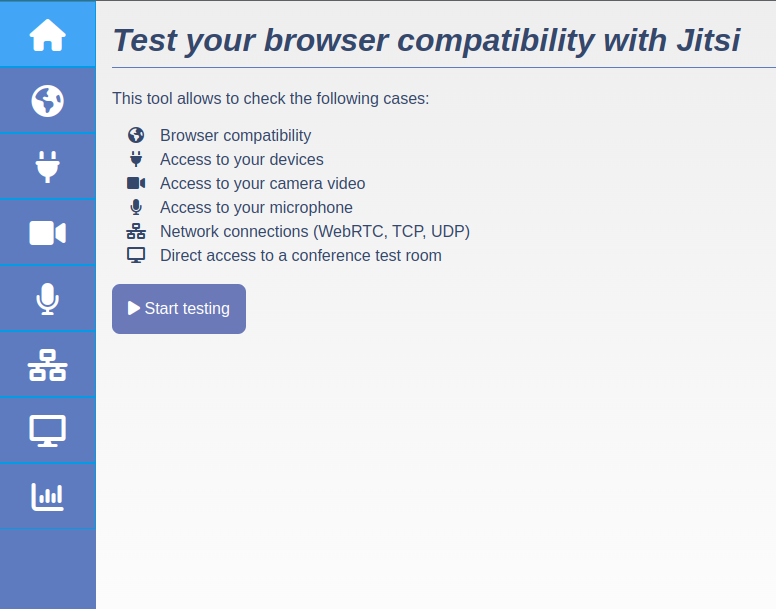 Test your browser compatibility with Jitsi
This tool allows to check the following cases:
Browser compatibility
Access to your devices
Access to your camera video
Access to your microphone
Network connections (WebRTC, TCP, UDP)
Direct access to a conference test room
Start testing